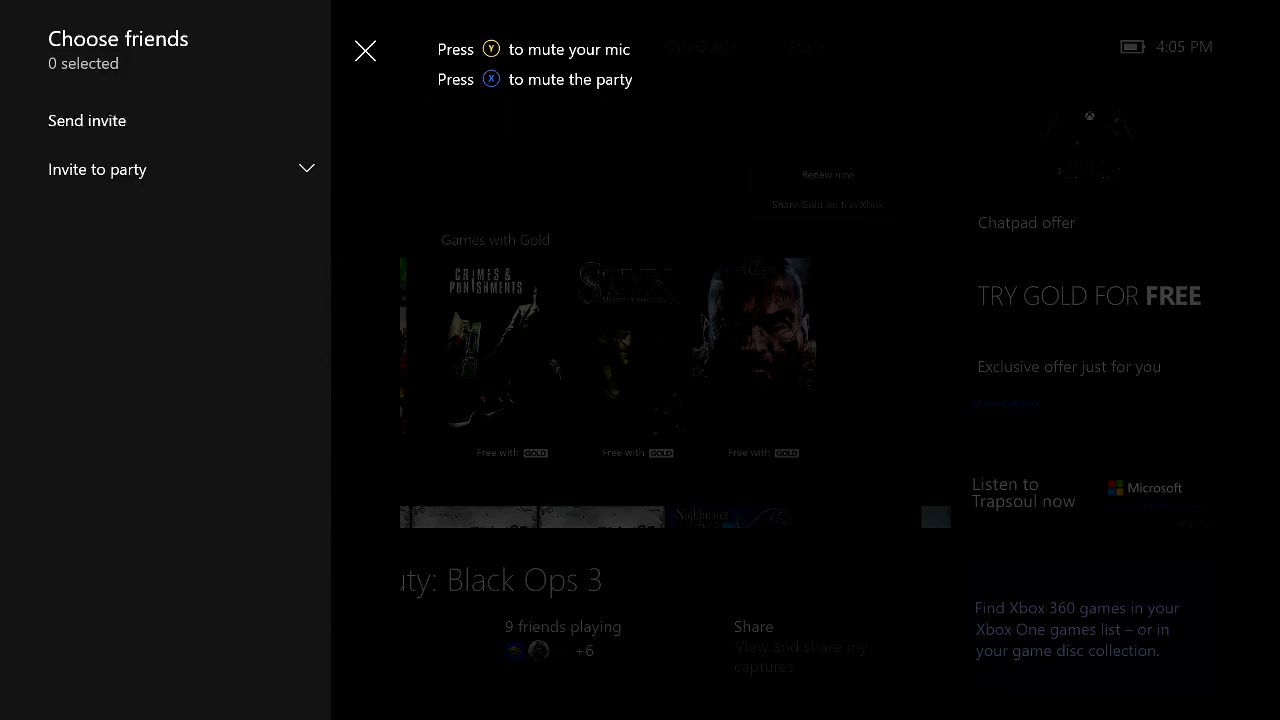 Choose friends
0 selected
Send invite
Invite to party
Press Y to mute your mic
Press X to mute the party
OneGuide
Store
4:05 PM
Renew now
Share Gold on this Xbox
Games with Gold
CRIMES &
PUNISHMENTS
STYX
Free with GOLD
Free with GOLD
Free with GOLD
Nightmares
uty: Black Ops 3
9 friends playing
+6
Share
View and share my
captures
Chatpad offer
TRY GOLD FOR FREE
Exclusive offer just for you
Listen to
Trapsoul now
Microsoft
Find Xbox 360 games in your
Xbox One games list – or in
your game disc collection.